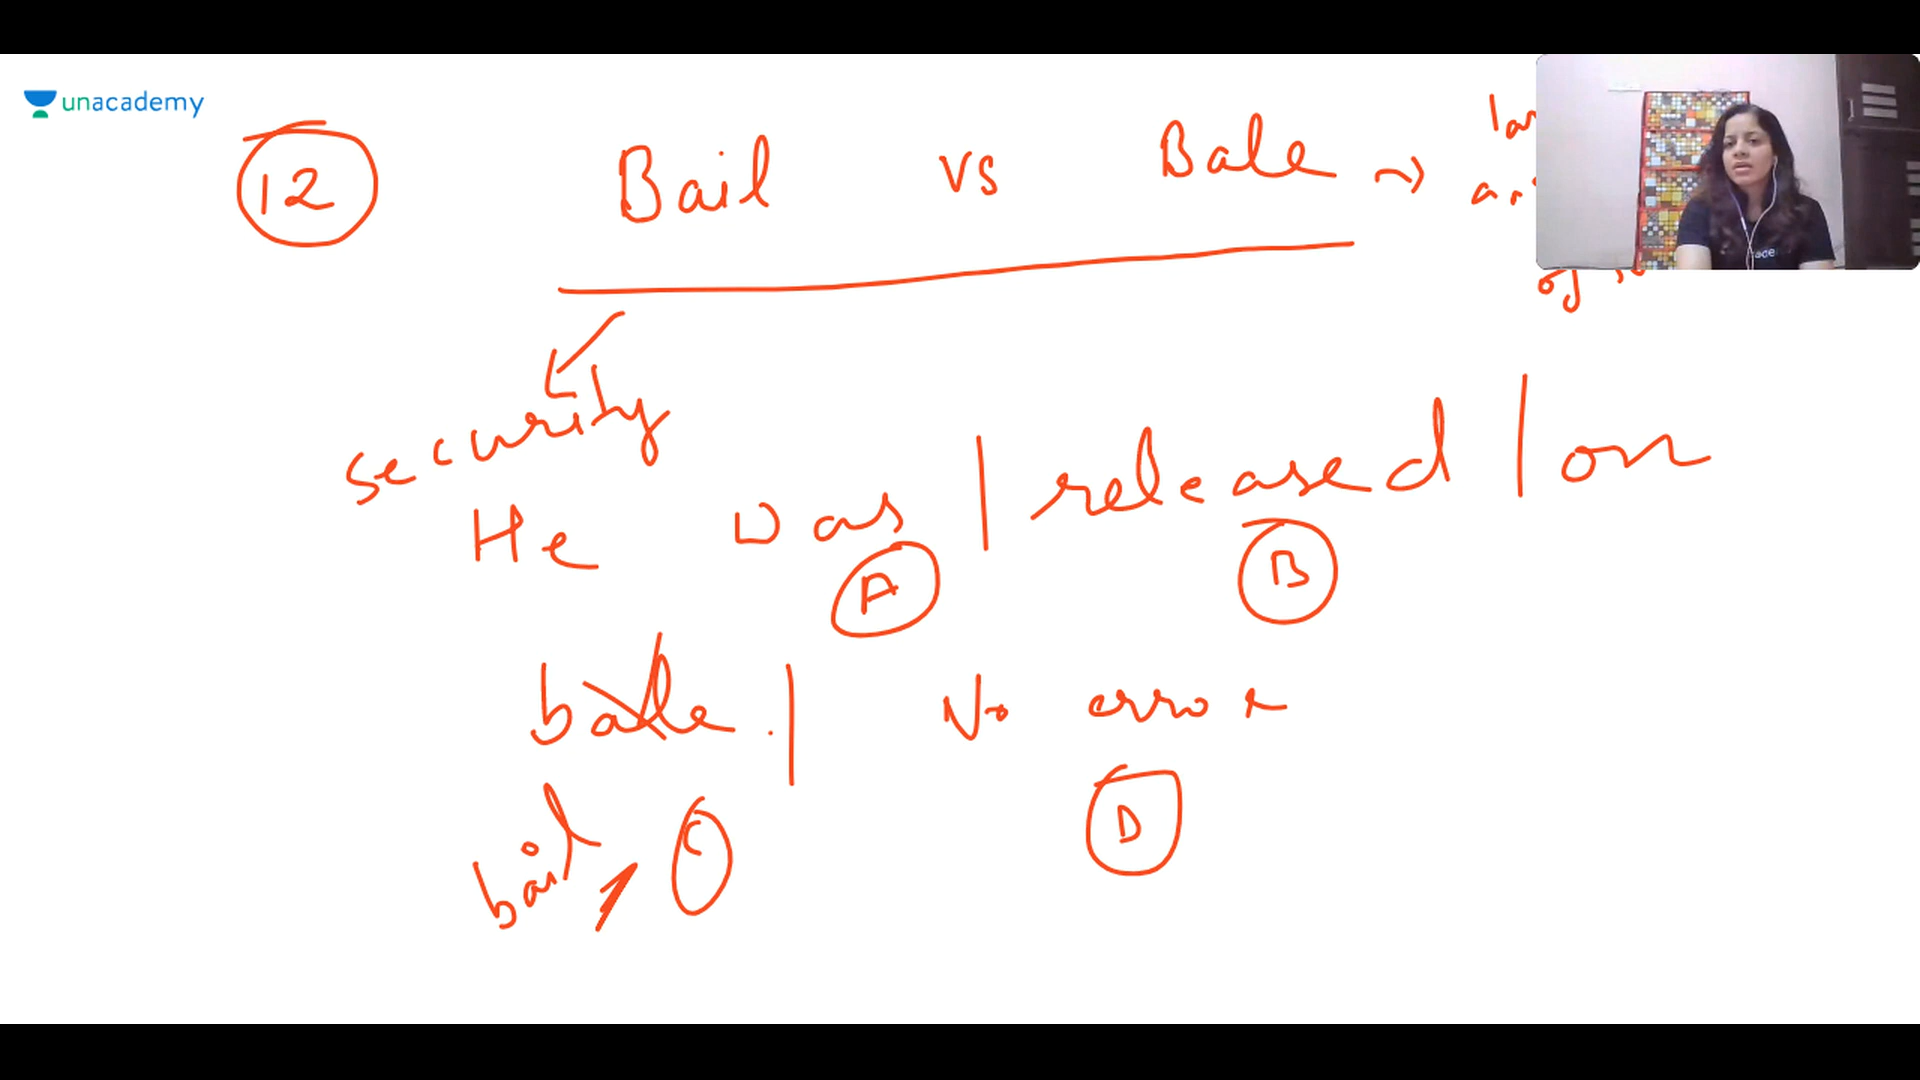 unacademy
12 Bail vs Bale →
security
He was | released | on
A B
bale. | No error
bail C D